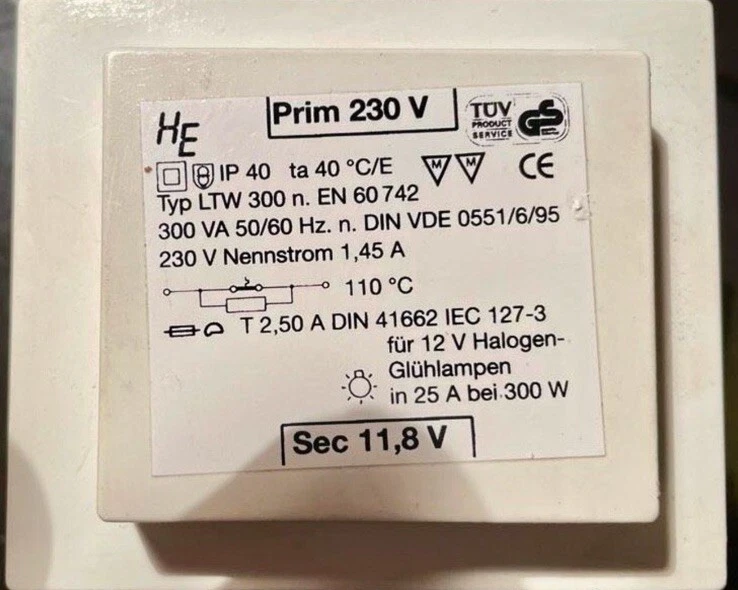 Prim 230 V
HE
TÜV
PRODUCT
SERVICE
GS
IP 40 ta 40 °C/E M M CE
Typ LTW 300 n. EN 60 742
300 VA 50/60 Hz. n. DIN VDE 0551/6/95
230 V Nennstrom 1,45 A
110 °C
T 2,50 A DIN 41662 IEC 127-3
für 12 V Halogen-
Glühlampen
in 25 A bei 300 W
Sec 11,8 V